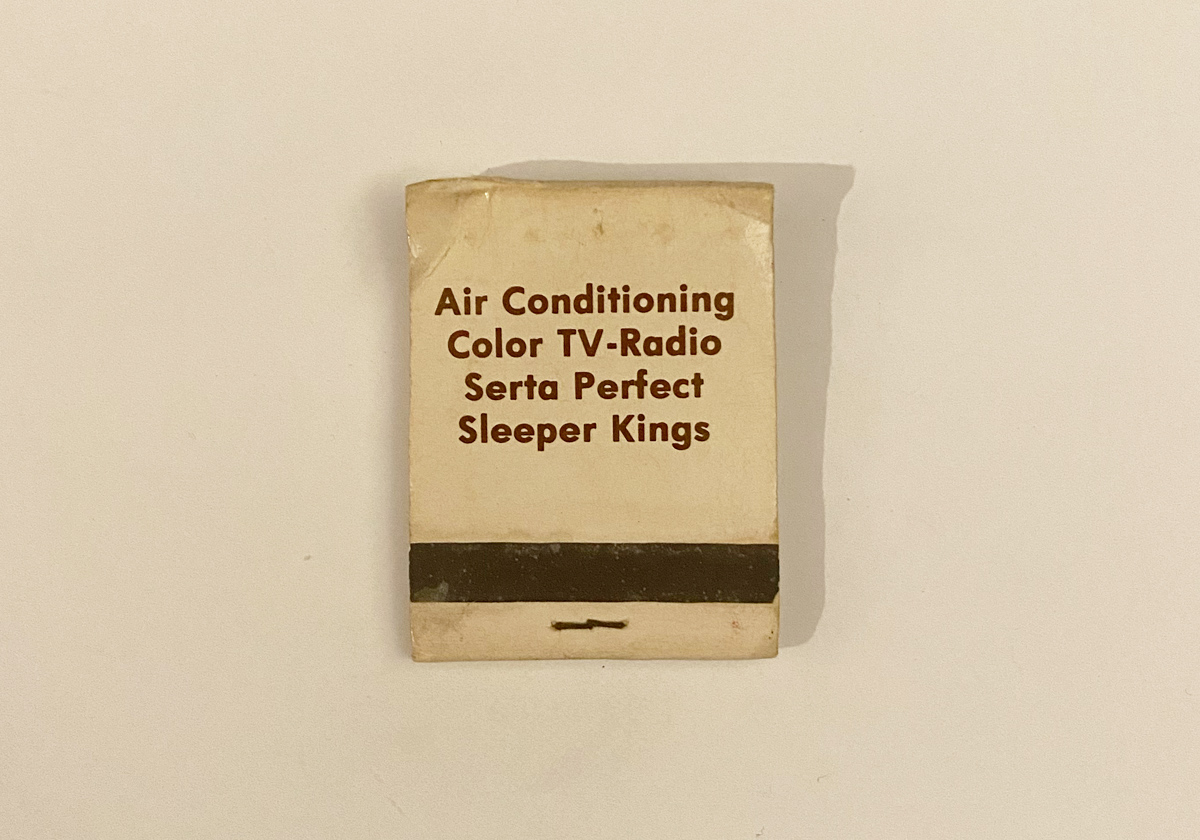 Air Conditioning
Color TV-Radio
Serta Perfect
Sleeper Kings